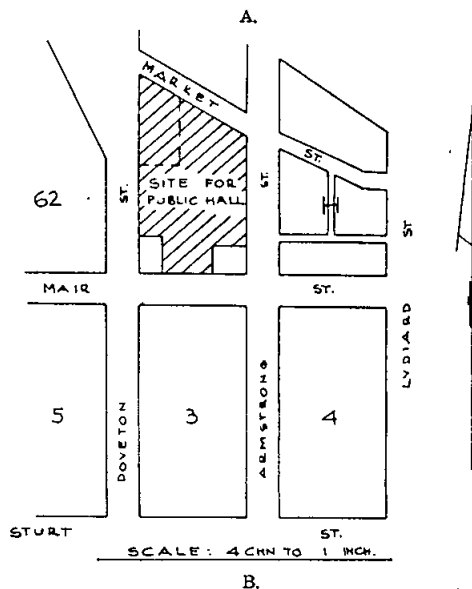 A.
MARKET
ST.
62
ST.
SITE FOR
PUBLIC HALL
ST.
ST
MAIR
ST.
LYDIARD
5
DOVETON
3
ARMSTRONG
4
STURT
ST.
SCALE: 4 CHN TO 1 INCH.
B.